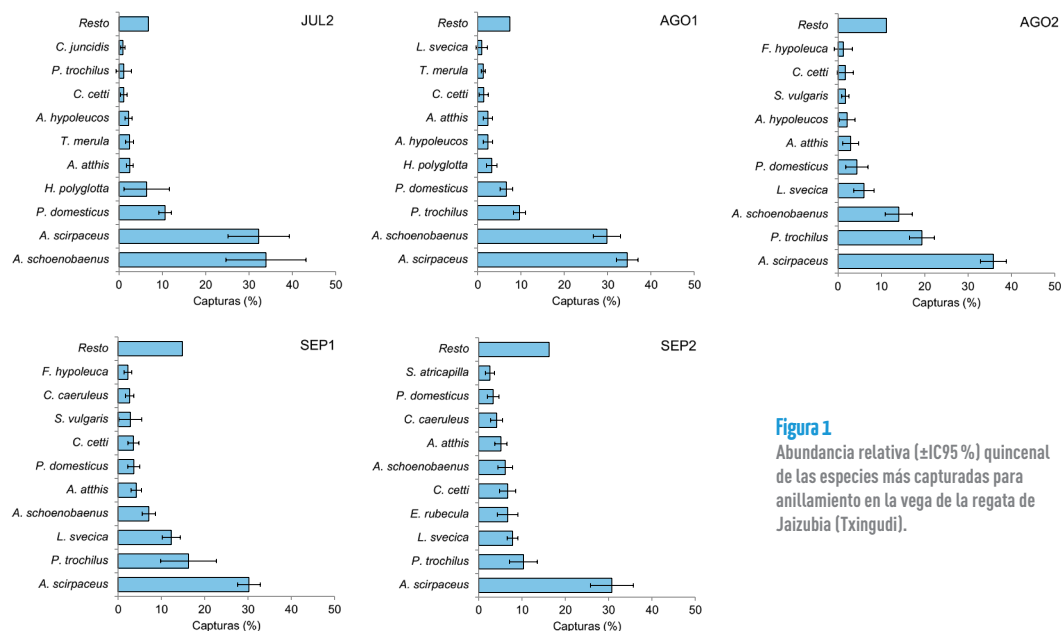 JUL2
Resto
C. juncidis
P. trochilus
C. cetti
A. hypoleucos
T. merula
A. atthis
H. polyglotta
P. domesticus
A. scirpaceus
A. schoenobaenus
0 10 20 30 40 50
Capturas (%)
AGO1
Resto
L. svecica
T. merula
C. cetti
A. atthis
A. hypoleucos
H. polyglotta
P. domesticus
P. trochilus
A. schoenobaenus
A. scirpaceus
0 10 20 30 40 50
Capturas (%)
AGO2
Resto
F. hypoleuca
C. cetti
S. vulgaris
A. hypoleucos
A. atthis
P. domesticus
L. svecica
A. schoenobaenus
P. trochilus
A. scirpaceus
0 10 20 30 40 50
Capturas (%)
SEP1
Resto
F. hypoleuca
C. caeruleus
S. vulgaris
C. cetti
P. domesticus
A. atthis
A. schoenobaenus
L. svecica
P. trochilus
A. scirpaceus
0 10 20 30 40 50
Capturas (%)
SEP2
Resto
S. atricapilla
P. domesticus
C. caeruleus
A. atthis
A. schoenobaenus
C. cetti
E. rubecula
L. svecica
P. trochilus
A. scirpaceus
0 10 20 30 40 50
Capturas (%)
Figura 1
Abundancia relativa (±IC95 %) quincenal
de las especies más capturadas para
anillamiento en la vega de la regata de
Jaizubia (Txingudi).